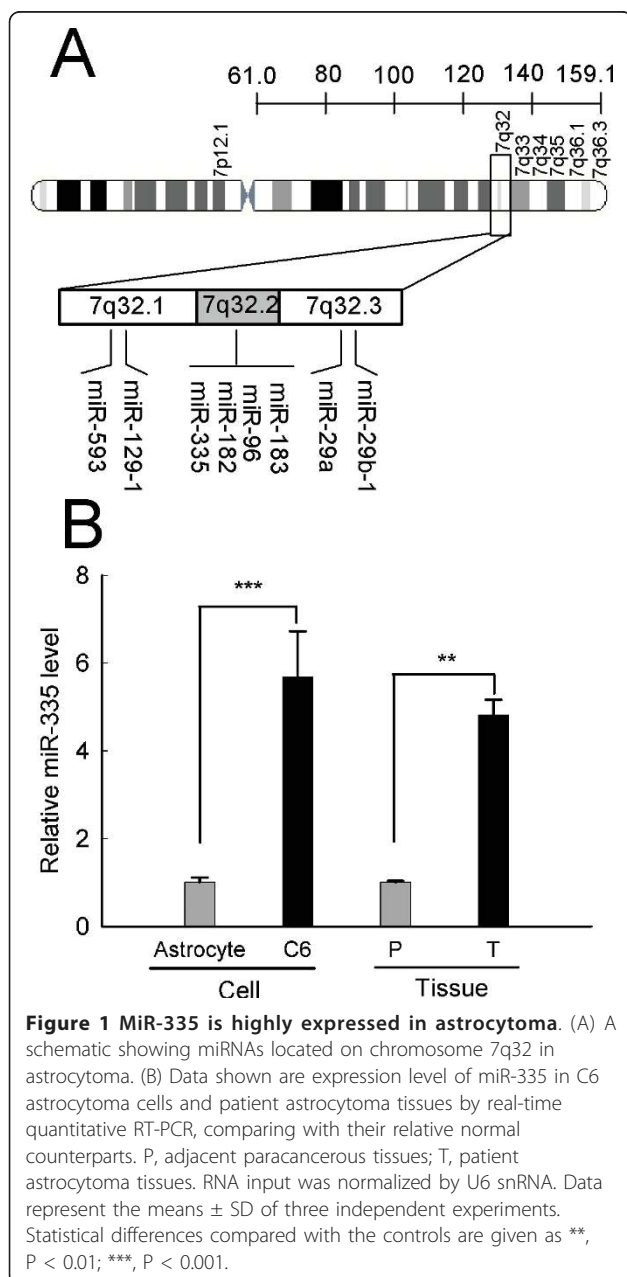 A
61.0 80 100 120 140 159.1
7p12.1 7q32 7q33 7q34 7q35 7q36.1 7q36.3
7q32.1 7q32.2 7q32.3
miR-593 miR-129-1 miR-335 miR-182 miR-96 miR-183 miR-29a miR-29b-1
B
Relative miR-335 level
8
6
4
2
0
*** **
Astrocyte C6 P T
Cell Tissue
Figure 1 MiR-335 is highly expressed in astrocytoma. (A) A
schematic showing miRNAs located on chromosome 7q32 in
astrocytoma. (B) Data shown are expression level of miR-335 in C6
astrocytoma cells and patient astrocytoma tissues by real-time
quantitative RT-PCR, comparing with their relative normal
counterparts. P, adjacent paracancerous tissues; T, patient
astrocytoma tissues. RNA input was normalized by U6 snRNA. Data
represent the means ± SD of three independent experiments.
Statistical differences compared with the controls are given as **,
P < 0.01; ***, P < 0.001.